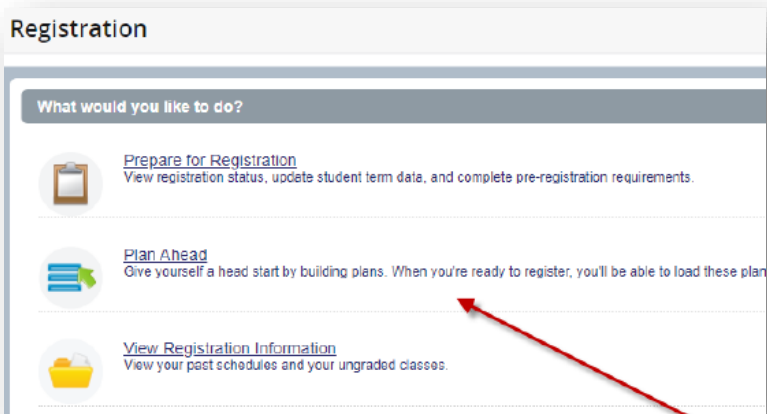 Registration
What would you like to do?
Prepare for Registration
View registration status, update student term data, and complete pre-registration requirements.
Plan Ahead
Give yourself a head start by building plans. When you're ready to register, you'll be able to load these plan
View Registration Information
View your past schedules and your ungraded classes.